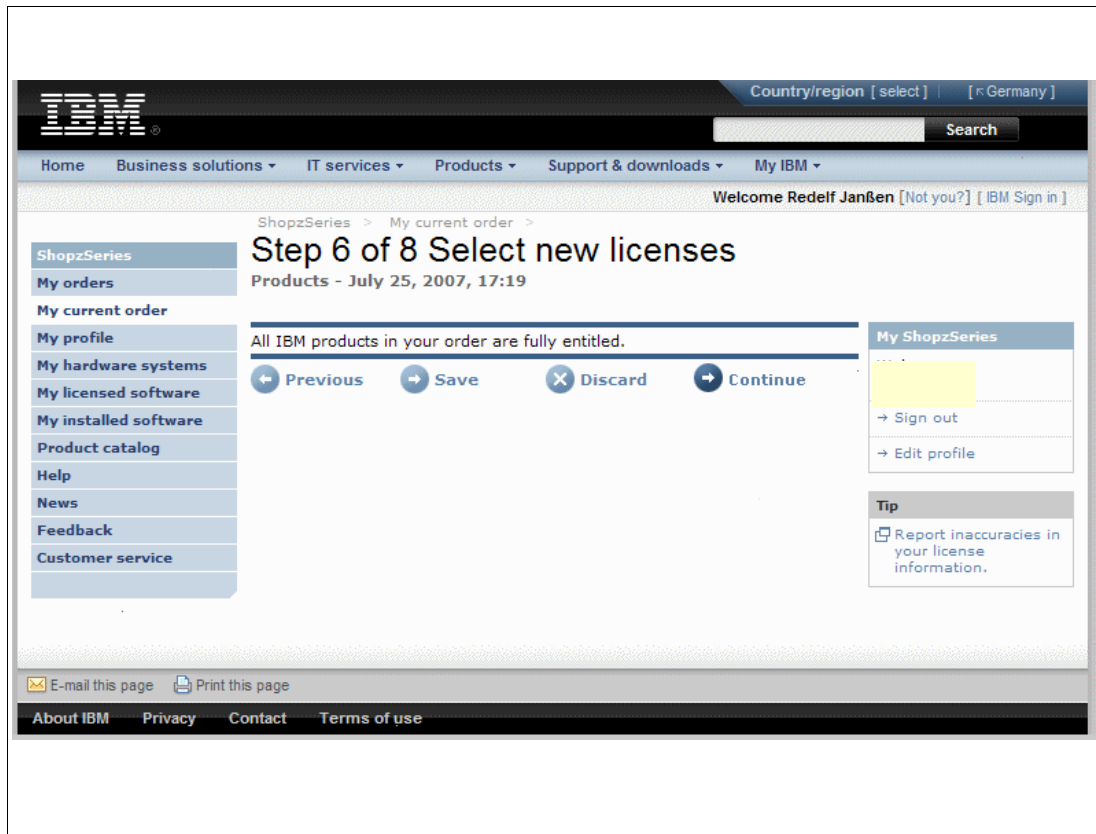 Country/region [ select ] [ Germany ]
IBM ®
Search
Home Business solutions IT services Products Support & downloads My IBM
Welcome Redelf Janßen [Not you?] [ IBM Sign in ]
ShopzSeries > My current order >
Step 6 of 8 Select new licenses
Products - July 25, 2007, 17:19
ShopzSeries
My orders
My current order
My profile
My hardware systems
My licensed software
My installed software
Product catalog
Help
News
Feedback
Customer service
All IBM products in your order are fully entitled.
Previous Save Discard Continue
My ShopzSeries
→ Sign out
→ Edit profile
Tip
Report inaccuracies in
your license
information.
E-mail this page Print this page
About IBM Privacy Contact Terms of use